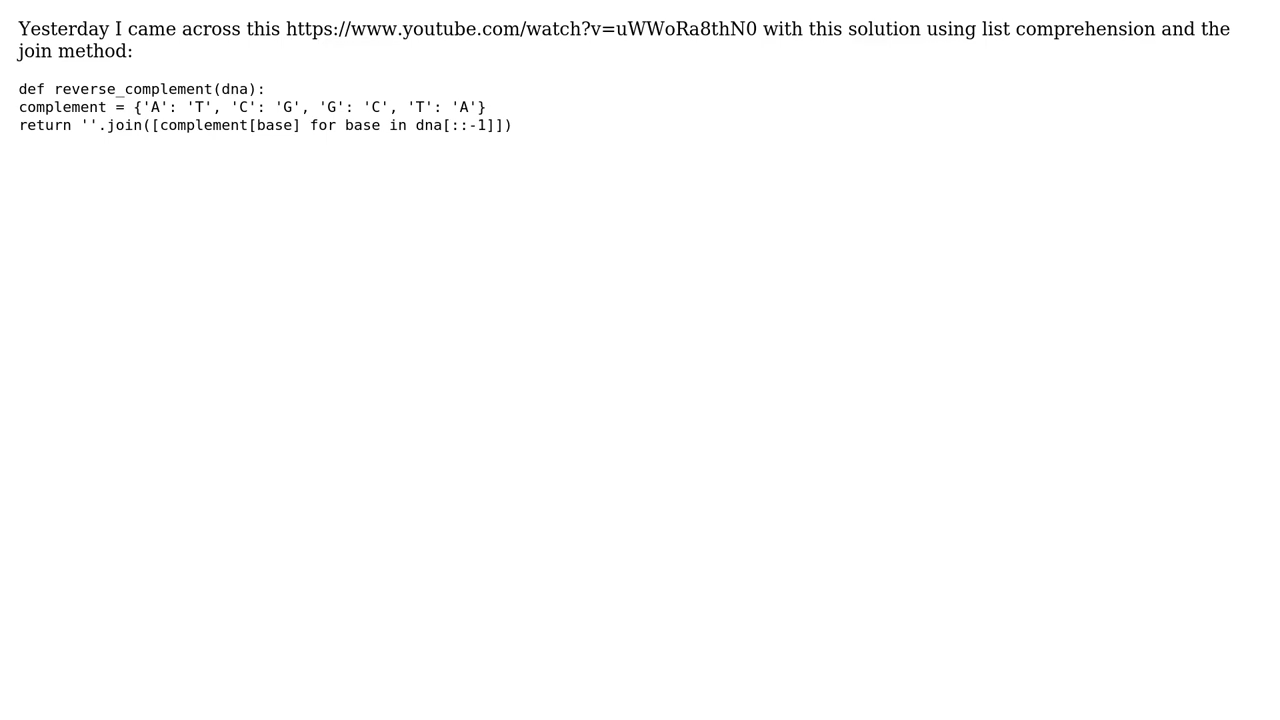 Yesterday I came across this https://www.youtube.com/watch?v=uWWoRa8thN0 with this solution using list comprehension and the
join method:
def reverse_complement(dna):
complement = {'A': 'T', 'C': 'G', 'G': 'C', 'T': 'A'}
return ''.join([complement[base] for base in dna[::-1]])